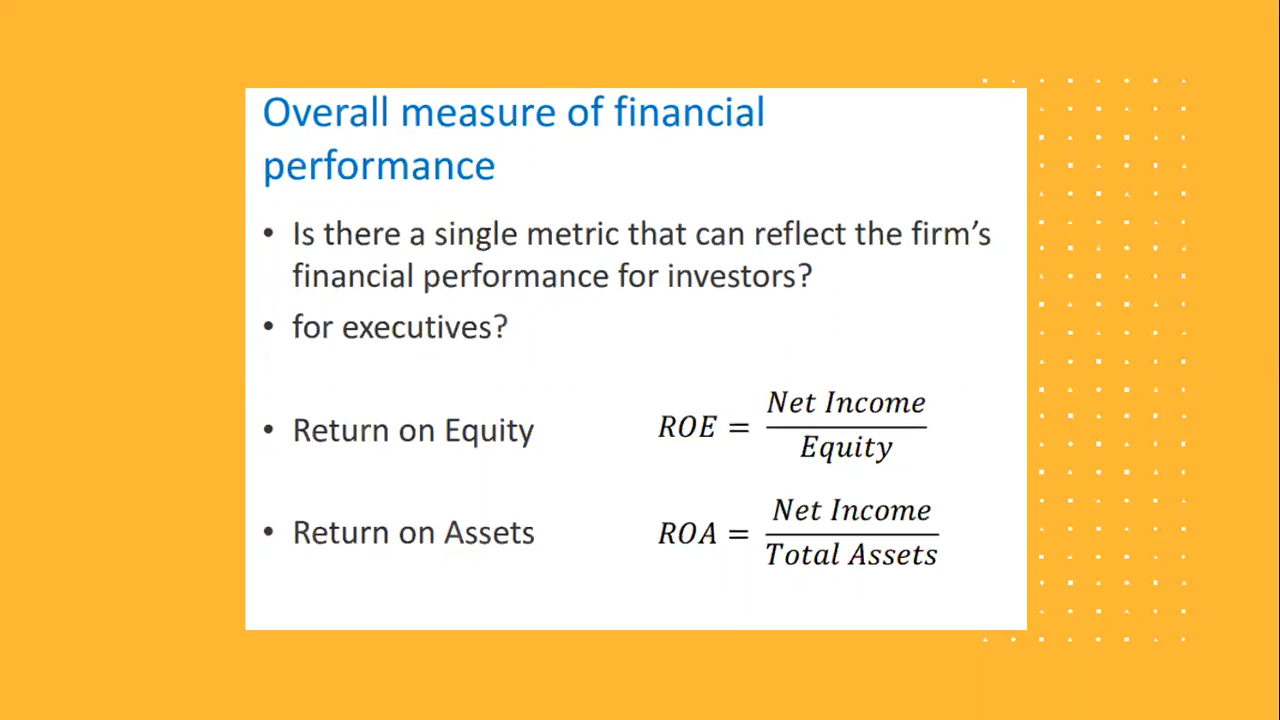 Overall measure of financial
performance
• Is there a single metric that can reflect the firm’s
financial performance for investors?
• for executives?
• Return on Equity ROE = Net Income / Equity
• Return on Assets ROA = Net Income / Total Assets